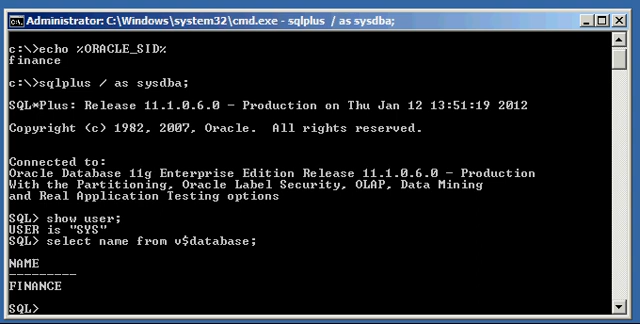 Administrator: C:\Windows\system32\cmd.exe - sqlplus / as sysdba;
c:\>echo %ORACLE_SID%
finance
c:\>sqlplus / as sysdba;
SQL*Plus: Release 11.1.0.6.0 - Production on Thu Jan 12 13:51:19 2012
Copyright (c) 1982, 2007, Oracle.  All rights reserved.
Connected to:
Oracle Database 11g Enterprise Edition Release 11.1.0.6.0 - Production
With the Partitioning, Oracle Label Security, OLAP, Data Mining
and Real Application Testing options
SQL> show user;
USER is "SYS"
SQL> select name from v$database;
NAME
---------
FINANCE
SQL>